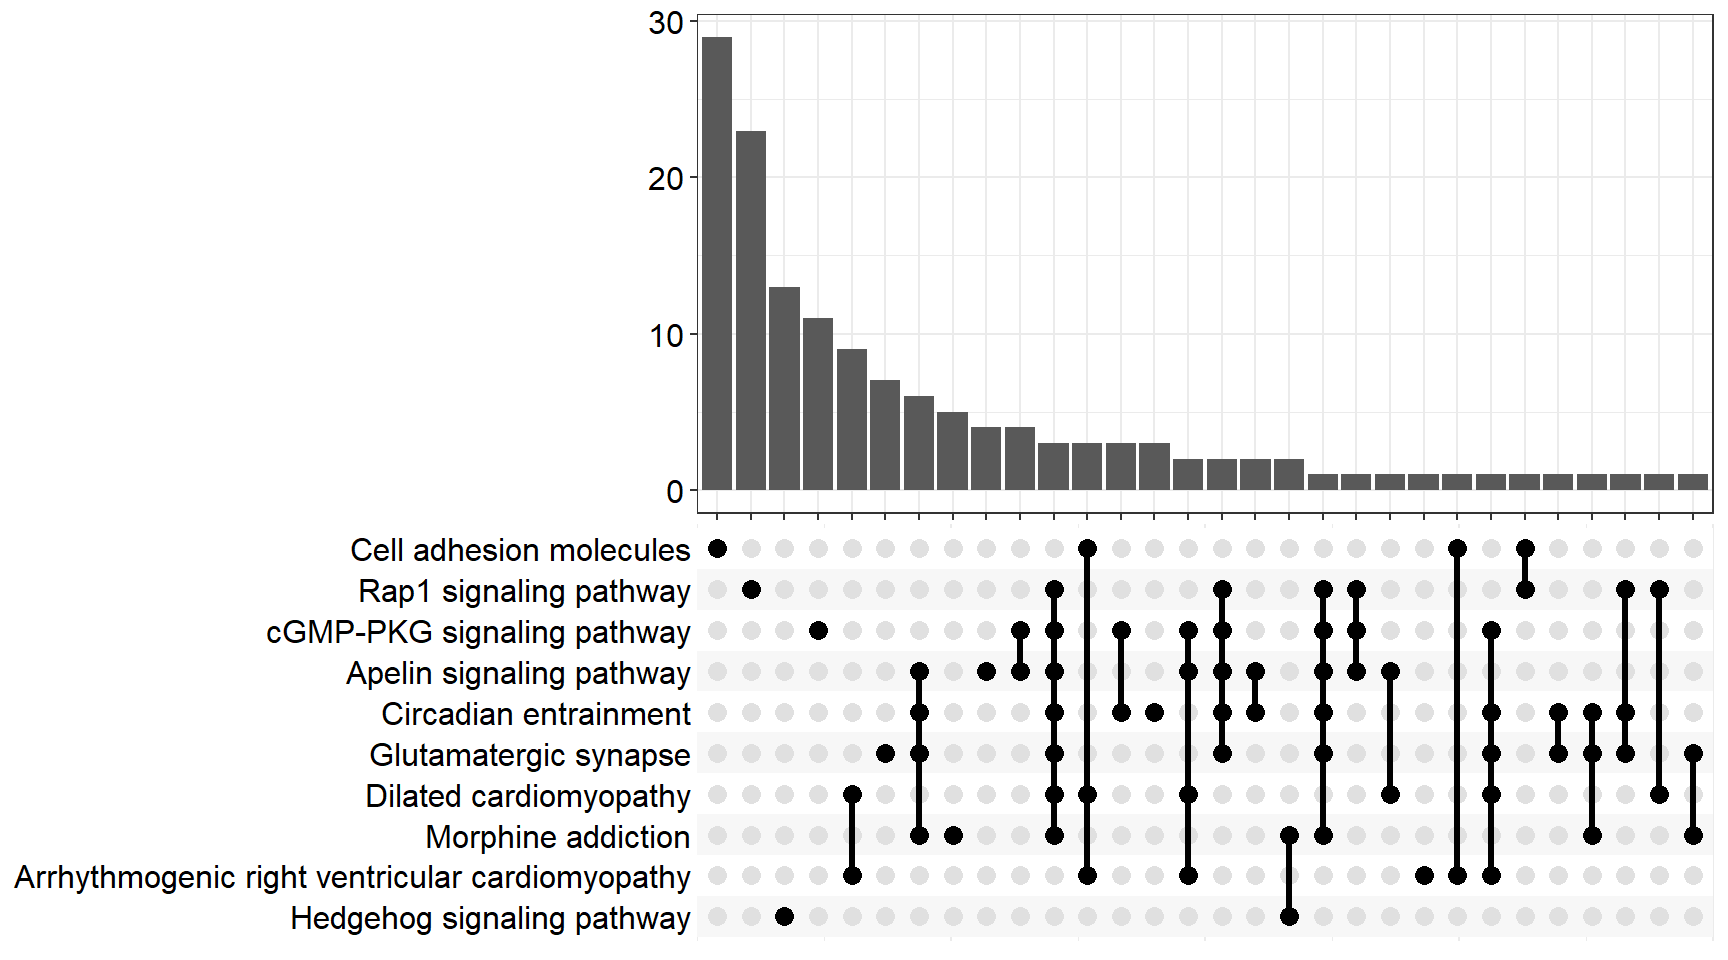 30
20
10
0
Cell adhesion molecules
Rap1 signaling pathway
cGMP-PKG signaling pathway
Apelin signaling pathway
Circadian entrainment
Glutamatergic synapse
Dilated cardiomyopathy
Morphine addiction
Arrhythmogenic right ventricular cardiomyopathy
Hedgehog signaling pathway